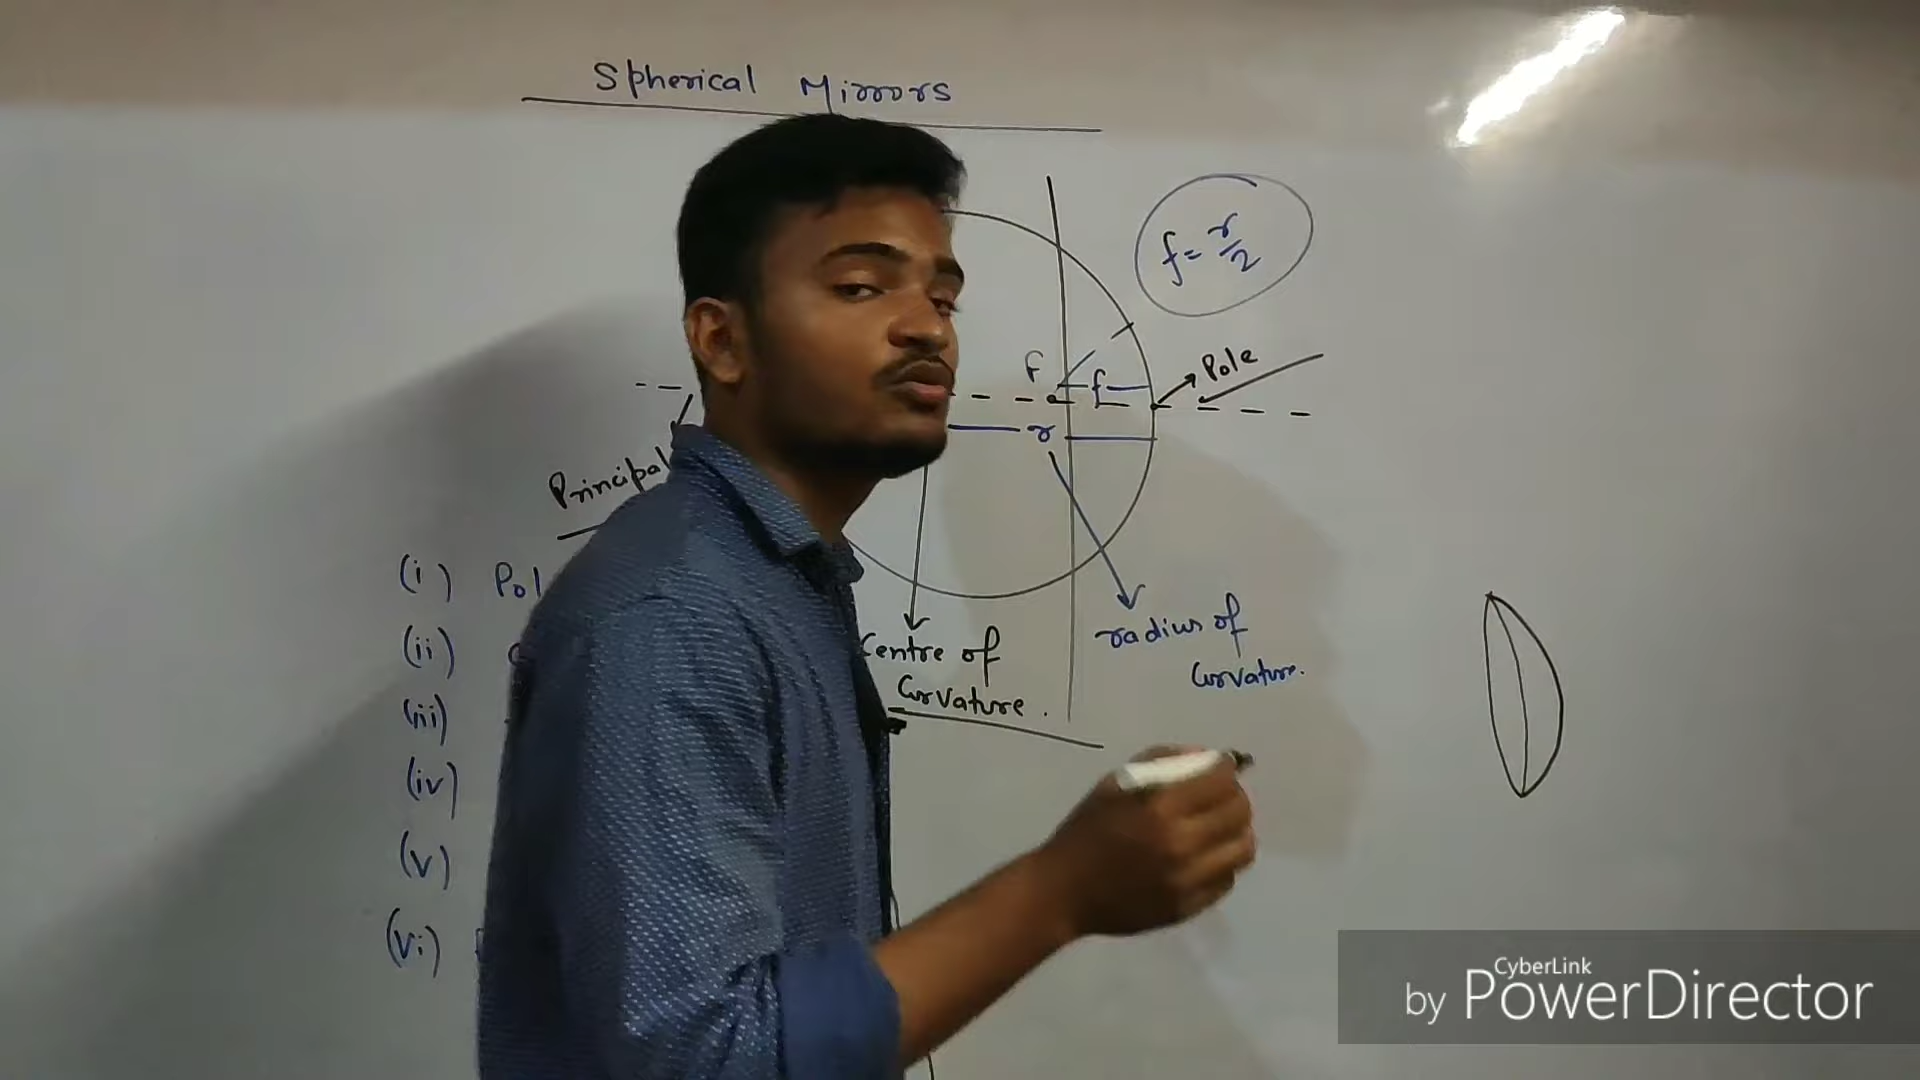 Spherical Mirrors
f = r/2
Pole
f
f
r
Principal
(i) Pol
(ii)
(iii)
(iv)
(v)
(vi)
Centre of
Curvature.
radius of
Curvature.
by CyberLink
PowerDirector